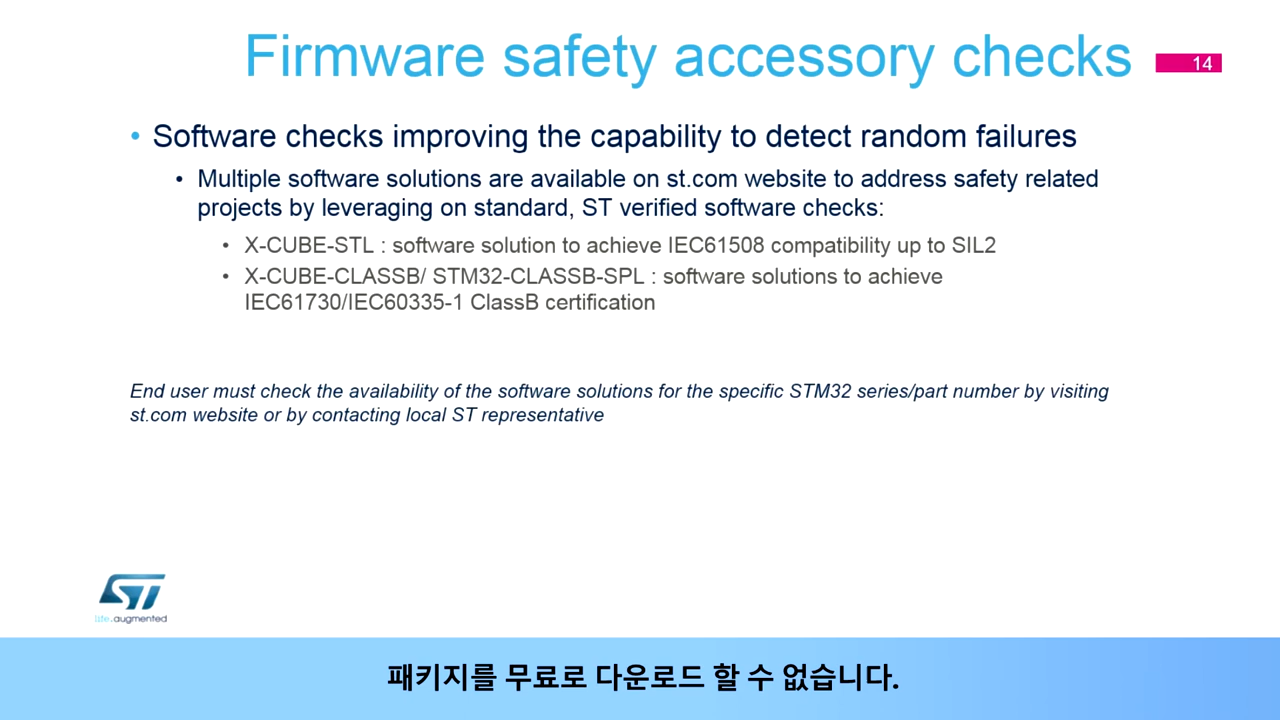 Firmware safety accessory checks
14
• Software checks improving the capability to detect random failures
• Multiple software solutions are available on st.com website to address safety related
projects by leveraging on standard, ST verified software checks:
• X-CUBE-STL : software solution to achieve IEC61508 compatibility up to SIL2
• X-CUBE-CLASSB/ STM32-CLASSB-SPL : software solutions to achieve
IEC61730/IEC60335-1 ClassB certification
End user must check the availability of the software solutions for the specific STM32 series/part number by visiting
st.com website or by contacting local ST representative
ST
life.augmented
패키지를 무료로 다운로드 할 수 없습니다.